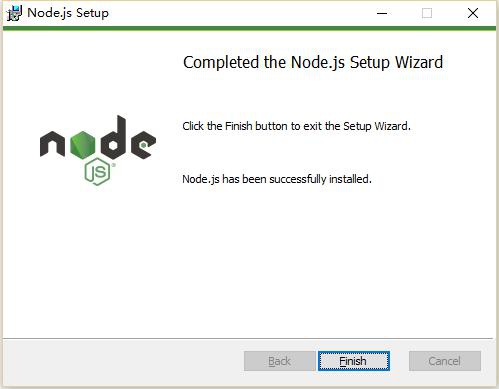 Node.js Setup
Completed the Node.js Setup Wizard
Click the Finish button to exit the Setup Wizard.
node
JS
Node.js has been successfully installed.
Back Finish Cancel